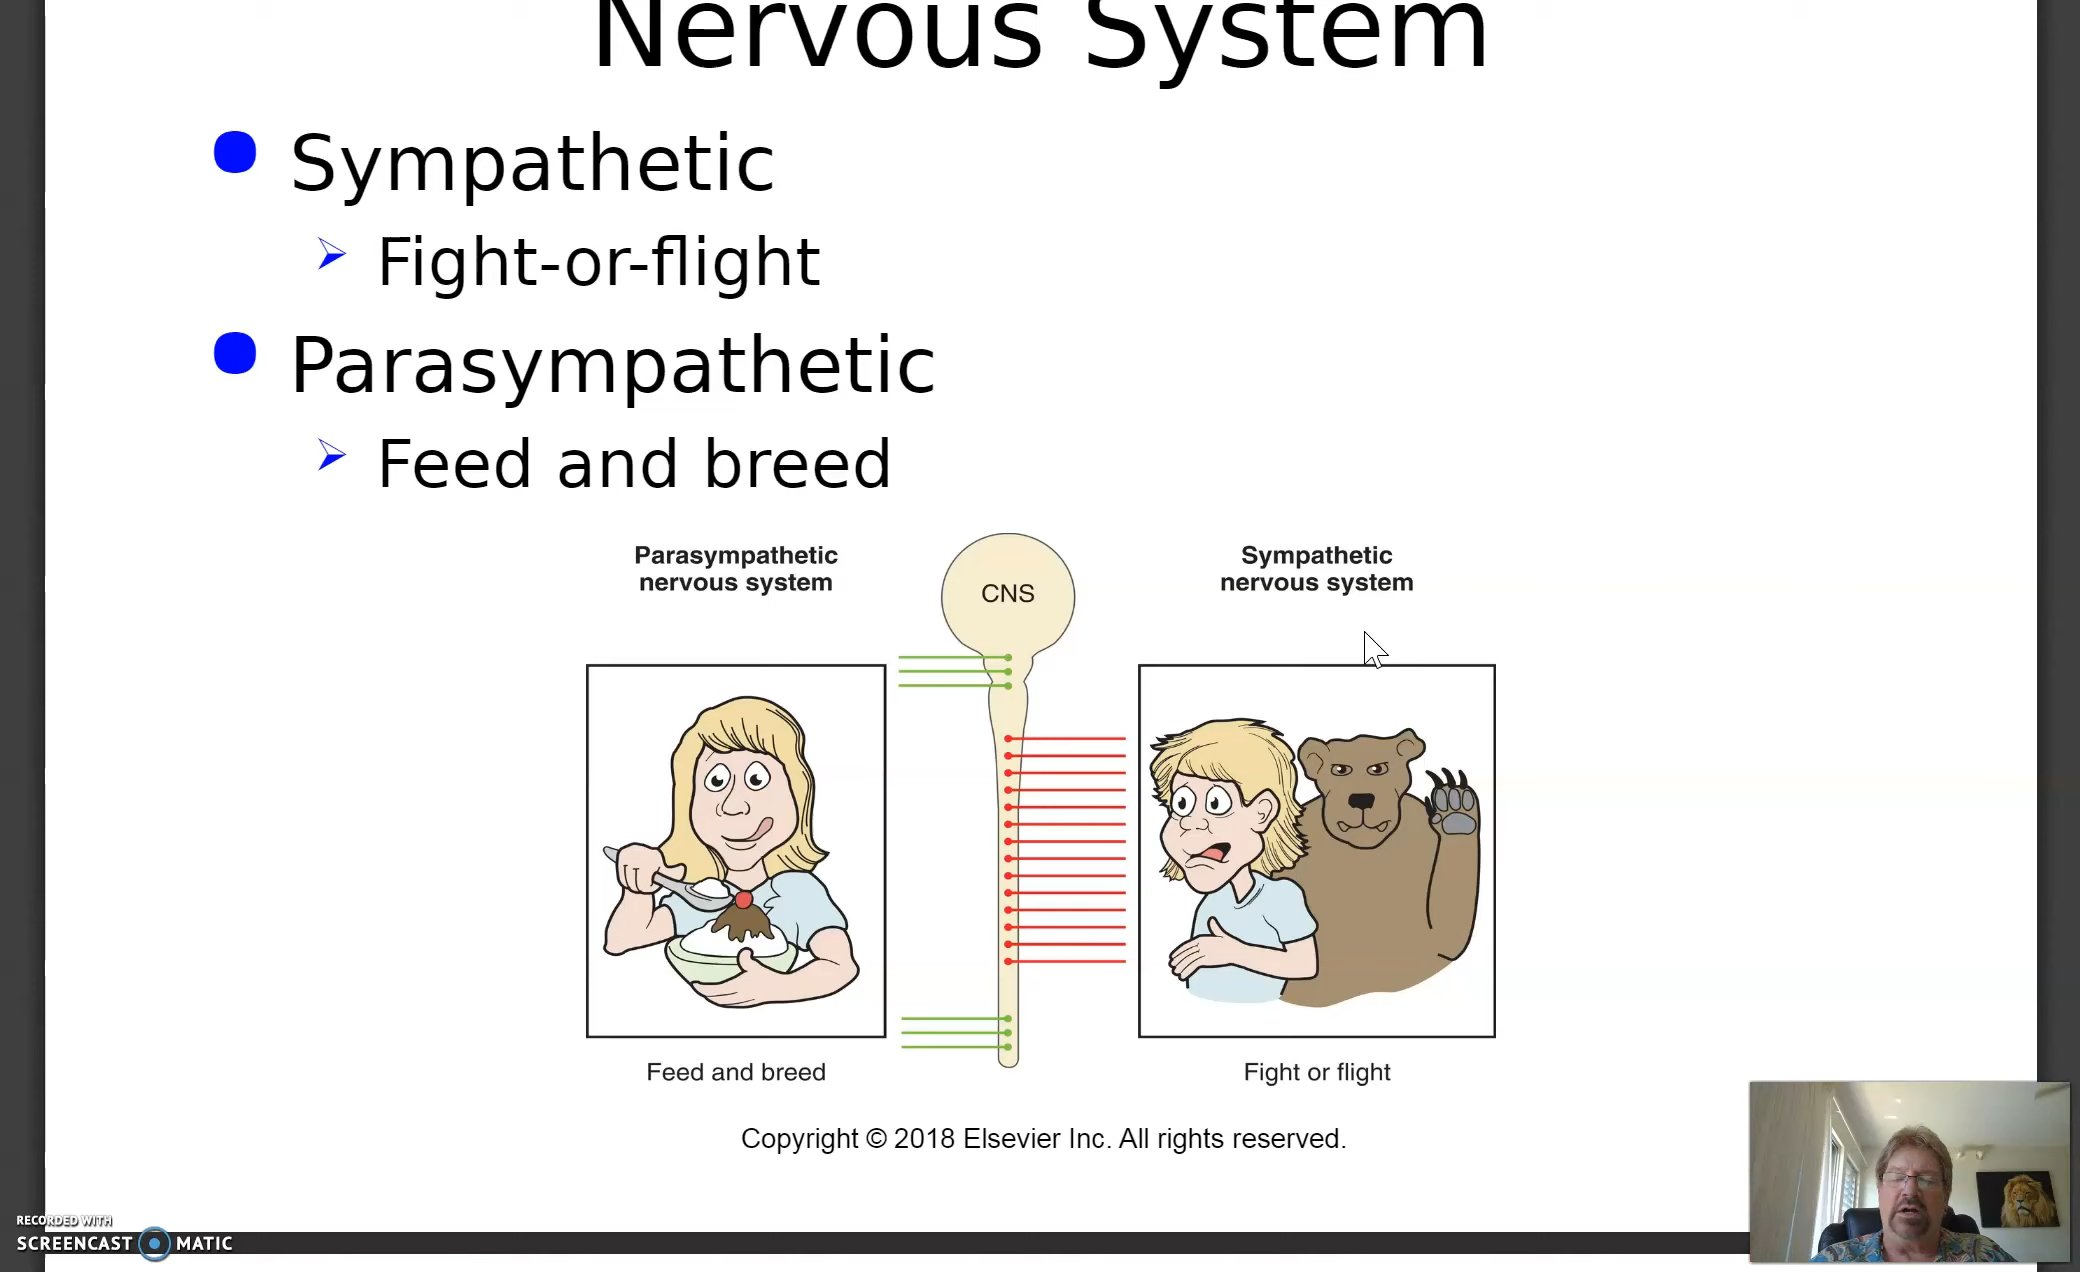 Nervous System
Sympathetic
Fight-or-flight
Parasympathetic
Feed and breed
Parasympathetic
nervous system
CNS
Sympathetic
nervous system
Feed and breed
Fight or flight
Copyright © 2018 Elsevier Inc. All rights reserved.
RECORDED WITH
SCREENCAST MATIC